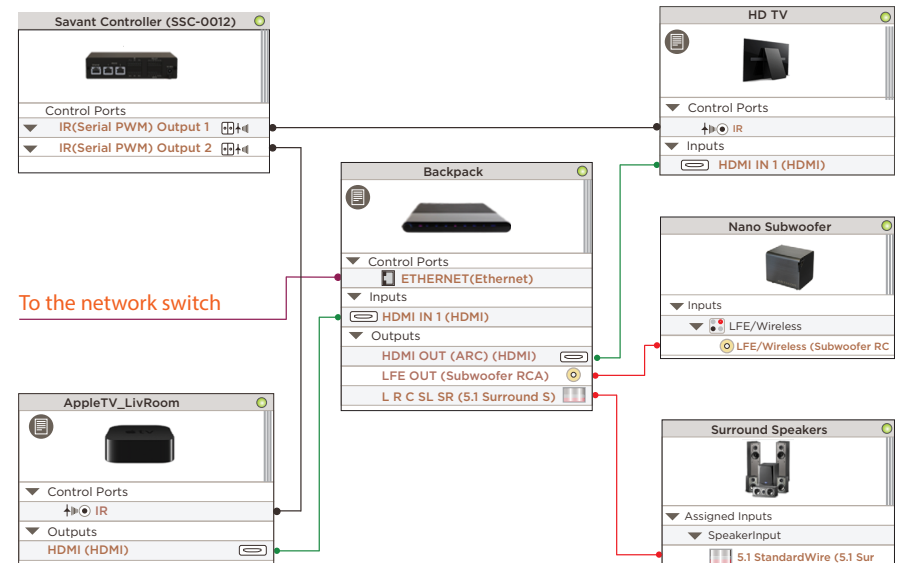 Savant Controller (SSC-0012)
Control Ports
IR(Serial PWM) Output 1
IR(Serial PWM) Output 2
HD TV
Control Ports
IR
Inputs
HDMI IN 1 (HDMI)
Backpack
Control Ports
ETHERNET(Ethernet)
Inputs
HDMI IN 1 (HDMI)
Outputs
HDMI OUT (ARC) (HDMI)
LFE OUT (Subwoofer RCA)
L R C SL SR (5.1 Surround S)
To the network switch
Nano Subwoofer
Inputs
LFE/Wireless
LFE/Wireless (Subwoofer RC
AppleTV_LivRoom
Control Ports
IR
Outputs
HDMI (HDMI)
Surround Speakers
Assigned Inputs
SpeakerInput
5.1 StandardWire (5.1 Sur